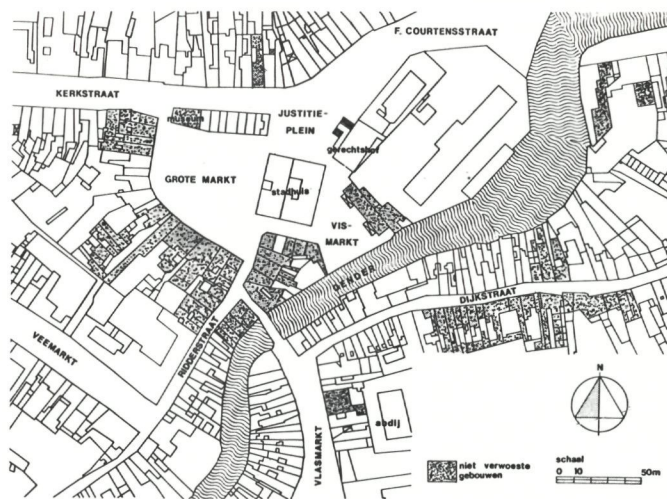 F. COURTENSSTRAAT
KERKSTRAAT
museum
JUSTITIE-
PLEIN
gerechtshof
GROTE MARKT
stadhuis
VIS-
MARKT
DENDER
DIJKSTRAAT
VEEMARKT
RIDDERSTRAAT
VLASMARKT
abdij
N
niet verwoeste
gebouwen
schaal
0 10 50m